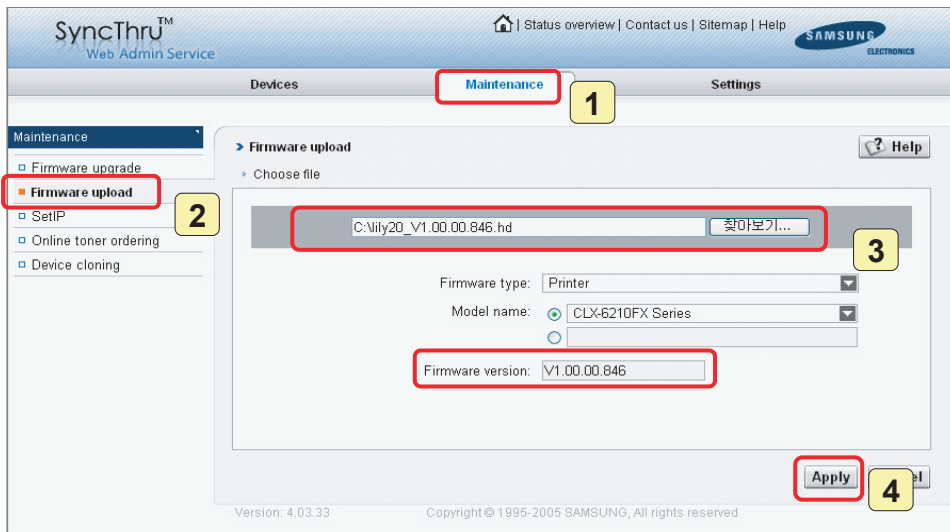 SyncThru™
Web Admin Service
Status overview | Contact us | Sitemap | Help
SAMSUNG
ELECTRONICS
Devices
Maintenance
1
Settings
Maintenance
Firmware upgrade
Firmware upload
2
SetIP
Online toner ordering
Device cloning
Firmware upload
Help
Choose file
C:\lily20_V1.00.00.846.hd
찾아보기...
3
Firmware type: Printer
Model name: CLX-6210FX Series
Firmware version: V1.00.00.846
Apply
4
Version: 4.03.33
Copyright © 1995-2005 SAMSUNG, All rights reserved